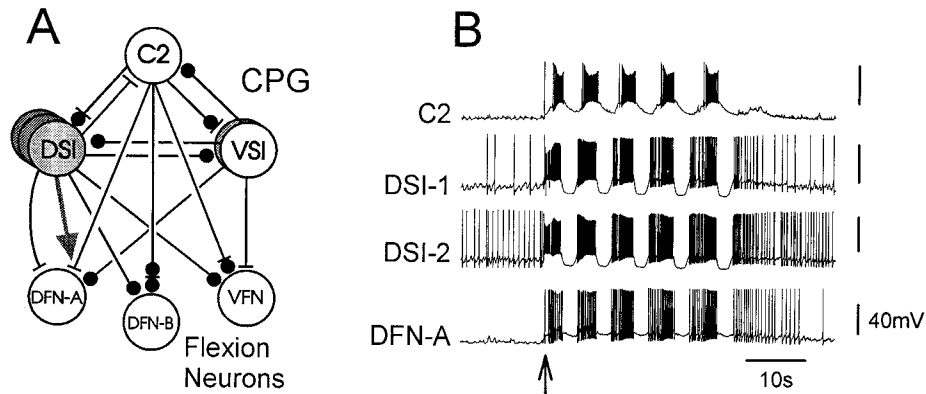 A
C2
CPG
DSI
VSI
DFN-A
DFN-B
VFN
Flexion
Neurons
B
C2
DSI-1
DSI-2
DFN-A
40mV
10s